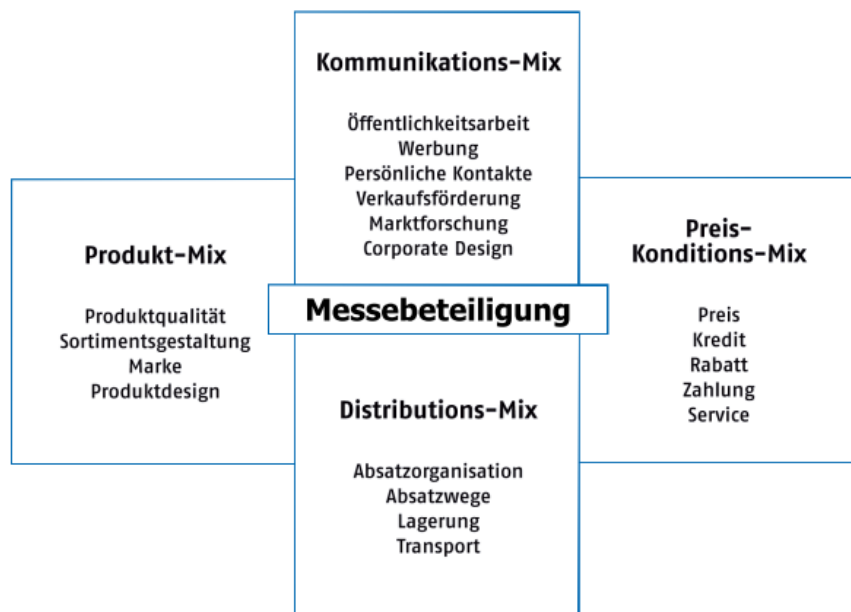 Kommunikations-Mix
Öffentlichkeitsarbeit
Werbung
Persönliche Kontakte
Verkaufsförderung
Marktforschung
Corporate Design
Produkt-Mix
Produktqualität
Sortimentsgestaltung
Marke
Produktdesign
Messebeteiligung
Preis-
Konditions-Mix
Preis
Kredit
Rabatt
Zahlung
Service
Distributions-Mix
Absatzorganisation
Absatzwege
Lagerung
Transport